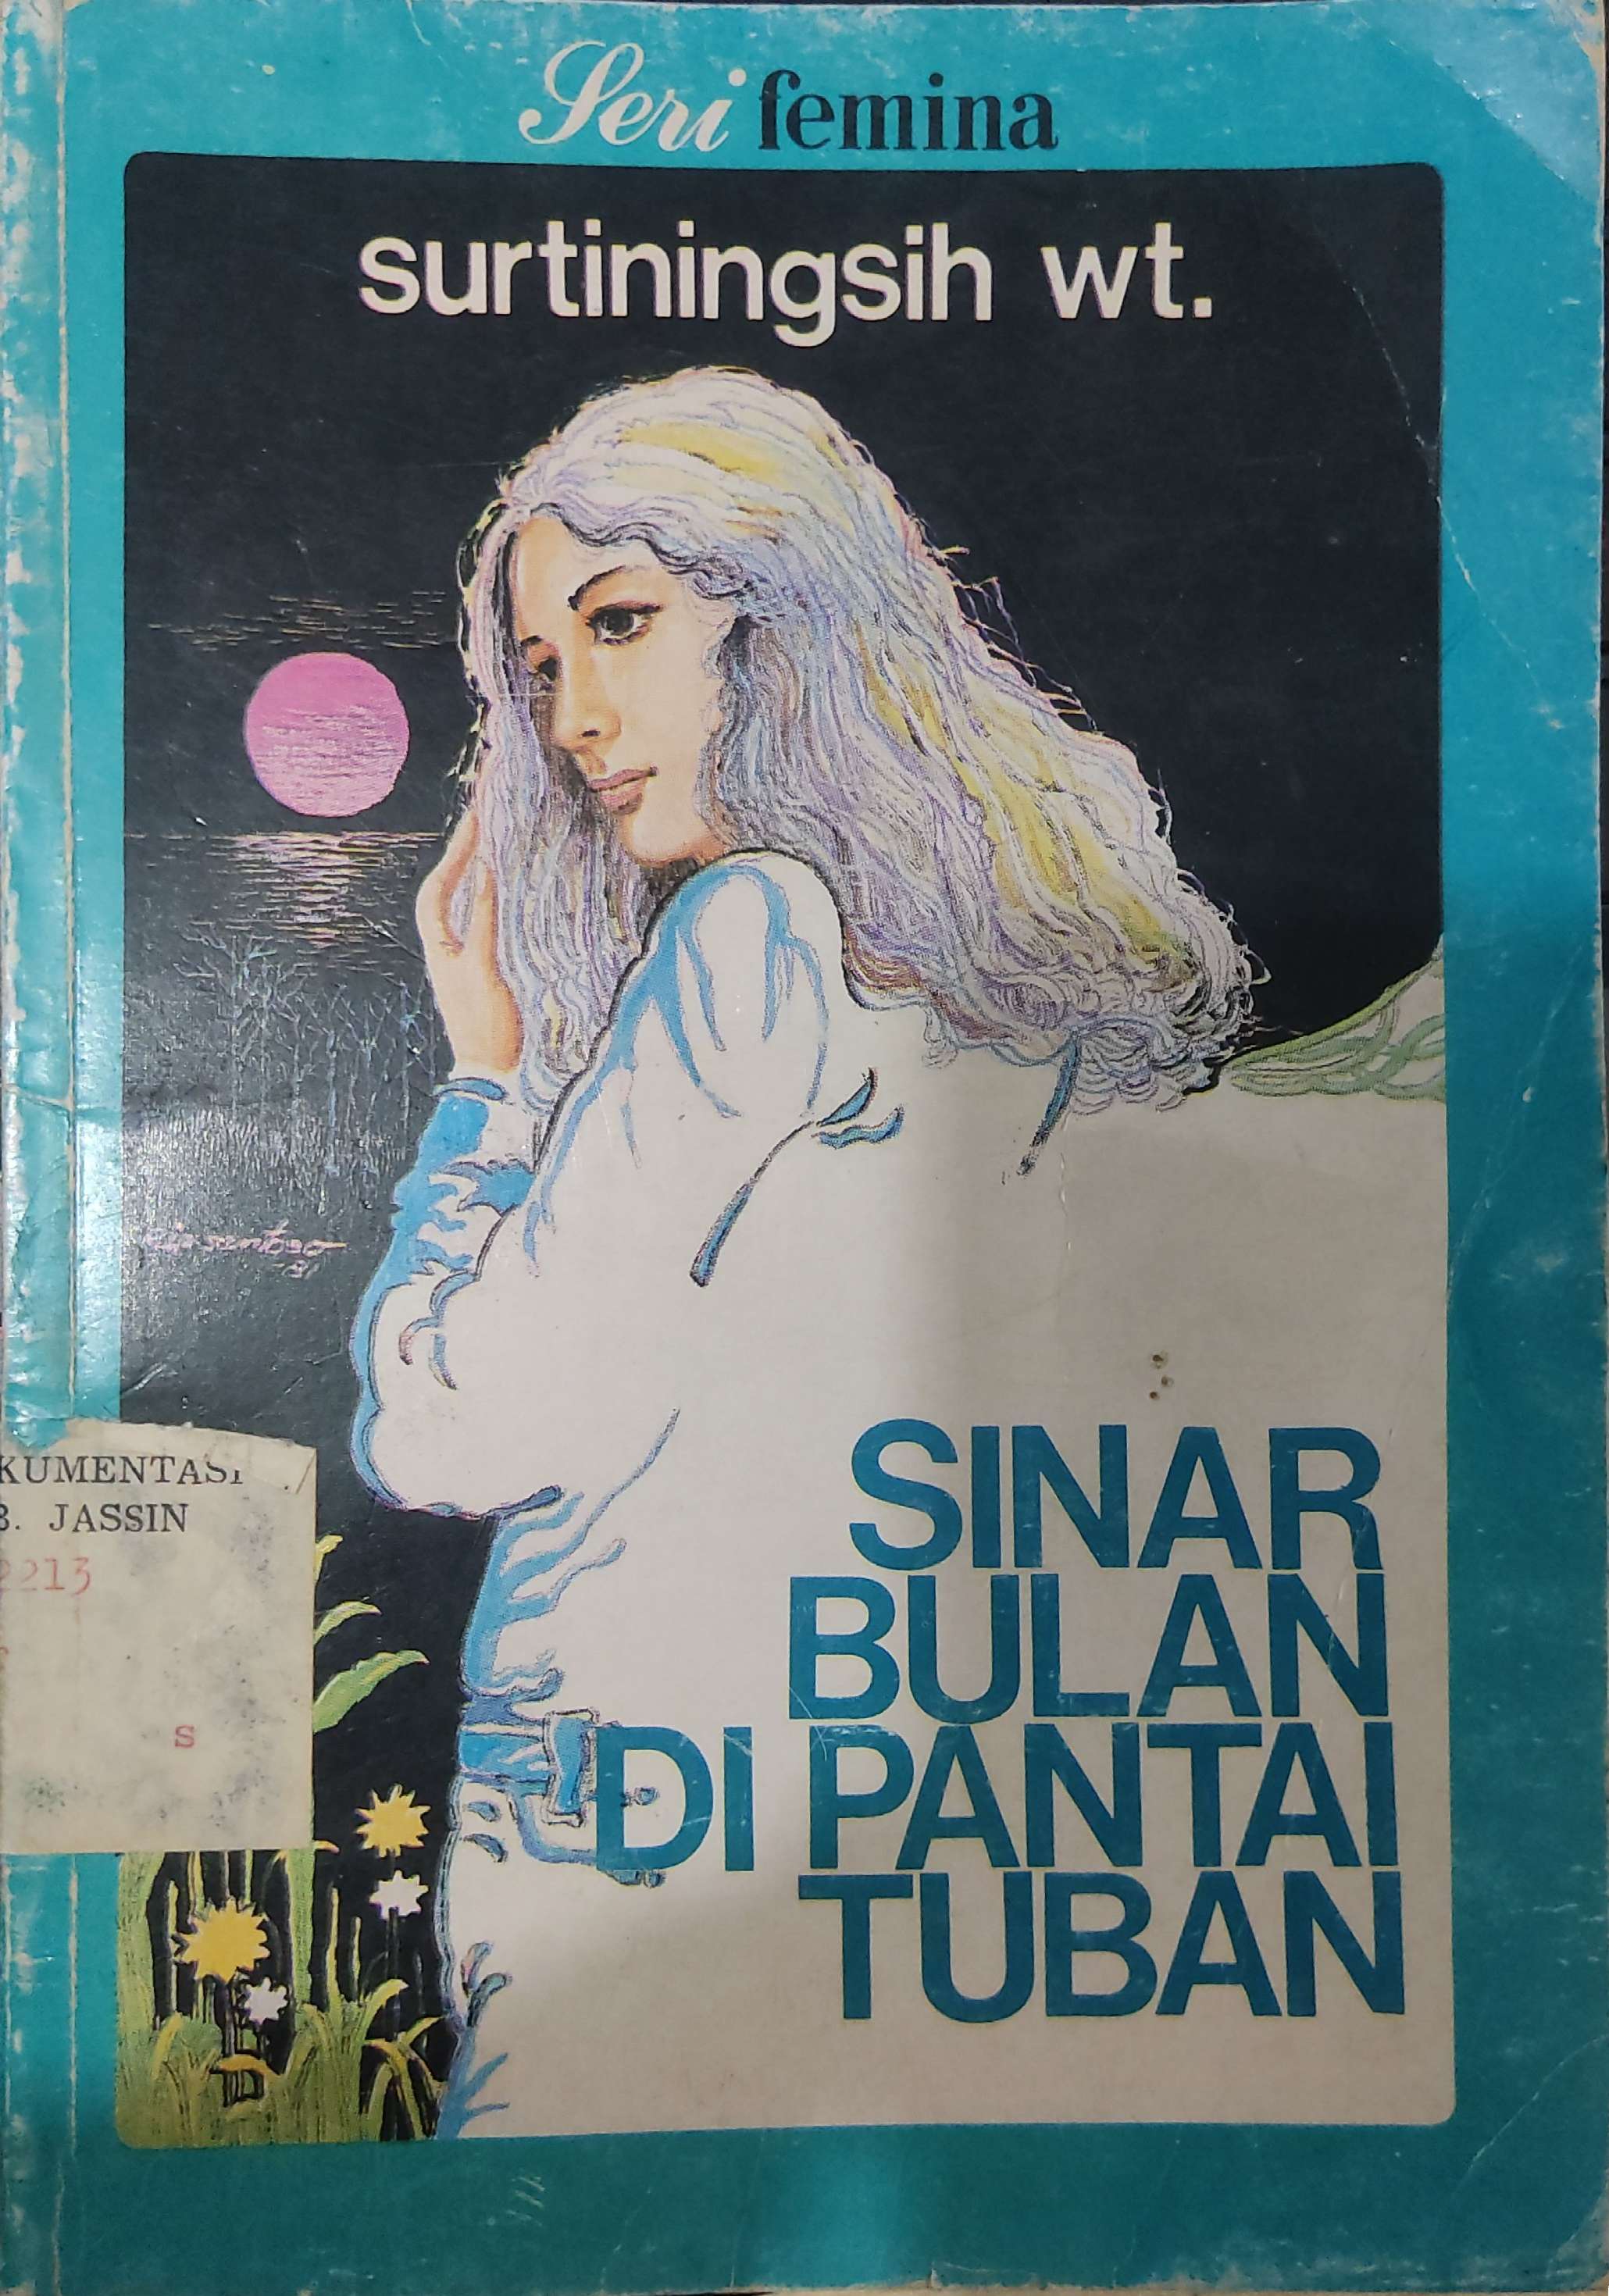 Seri femina
surtiningsih wt.
KUMENTASI
B. JASSIN
2213
S
SINAR
BULAN
DI PANTAI
TUBAN